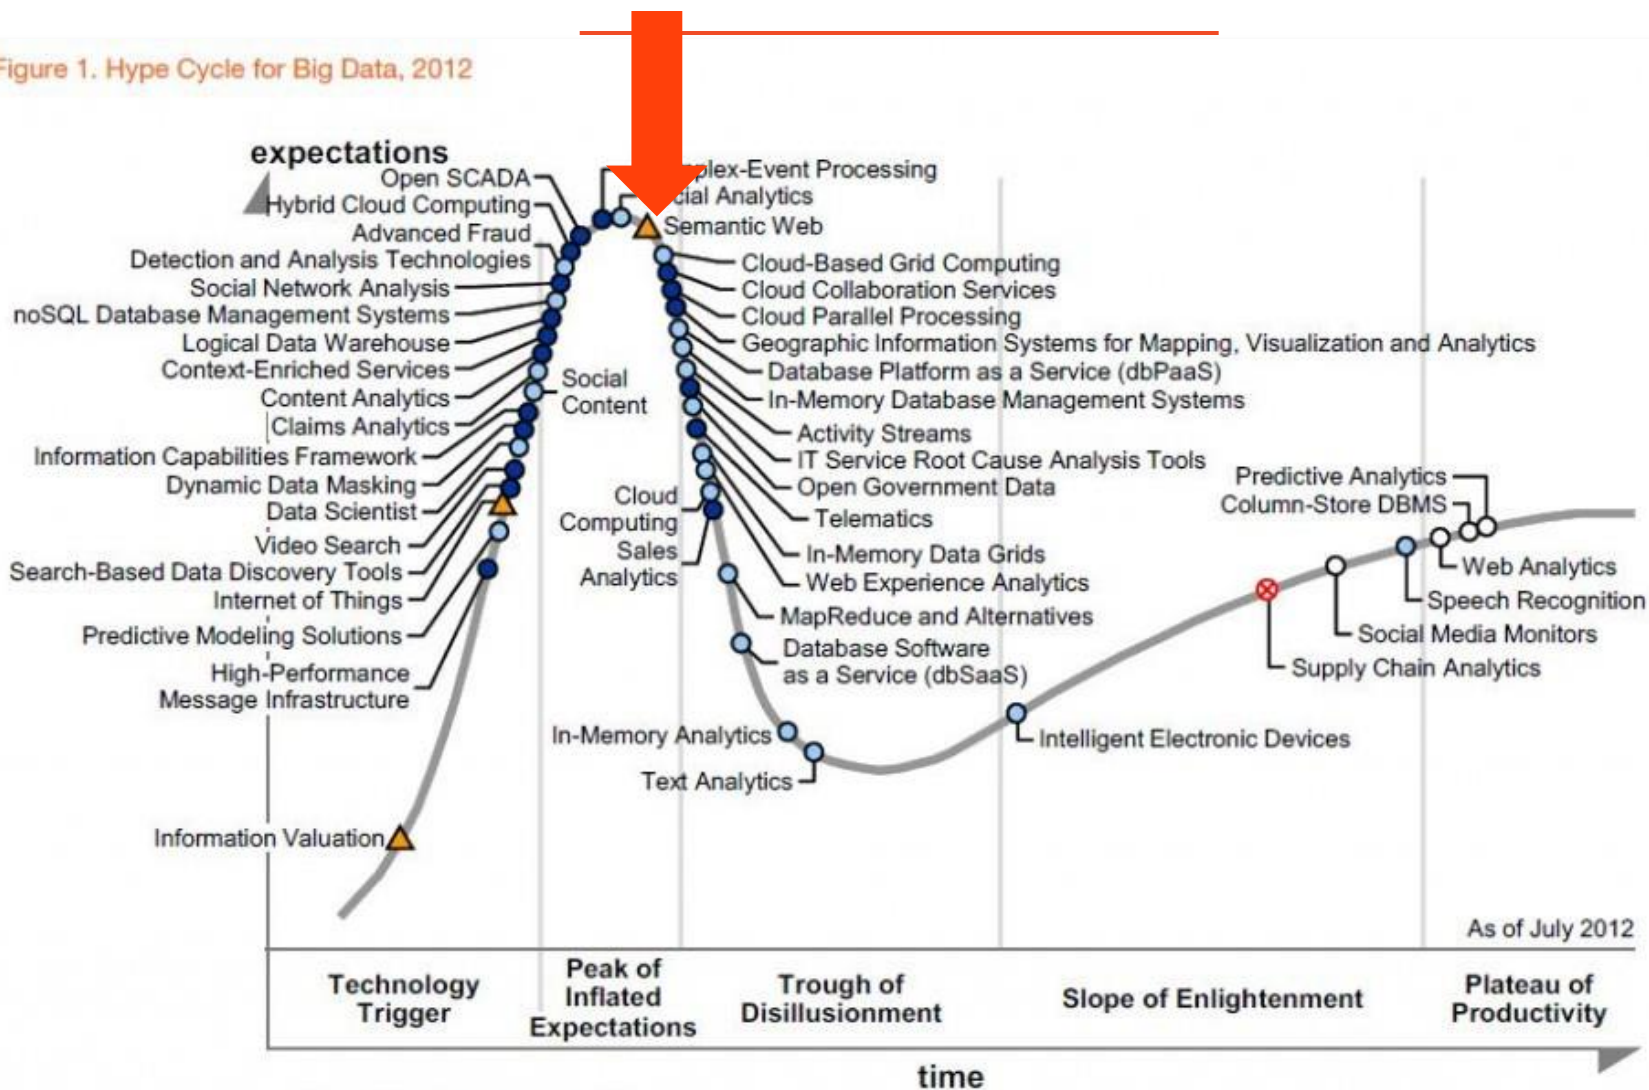 Figure 1. Hype Cycle for Big Data, 2012
expectations
Open SCADA
Hybrid Cloud Computing
Advanced Fraud
Detection and Analysis Technologies
Social Network Analysis
noSQL Database Management Systems
Logical Data Warehouse
Context-Enriched Services
Content Analytics
Claims Analytics
Information Capabilities Framework
Dynamic Data Masking
Data Scientist
Video Search
Search-Based Data Discovery Tools
Internet of Things
Predictive Modeling Solutions
High-Performance
Message Infrastructure
Information Valuation
Social
Content
plex-Event Processing
cial Analytics
Semantic Web
Cloud-Based Grid Computing
Cloud Collaboration Services
Cloud Parallel Processing
Geographic Information Systems for Mapping, Visualization and Analytics
Database Platform as a Service (dbPaaS)
In-Memory Database Management Systems
Activity Streams
IT Service Root Cause Analysis Tools
Open Government Data
Telematics
In-Memory Data Grids
Web Experience Analytics
MapReduce and Alternatives
Database Software
as a Service (dbSaaS)
Cloud
Computing
Sales
Analytics
In-Memory Analytics
Text Analytics
Predictive Analytics
Column-Store DBMS
Web Analytics
Speech Recognition
Social Media Monitors
Supply Chain Analytics
Intelligent Electronic Devices
As of July 2012
Technology
Trigger
Peak of
Inflated
Expectations
Trough of
Disillusionment
Slope of Enlightenment
Plateau of
Productivity
time